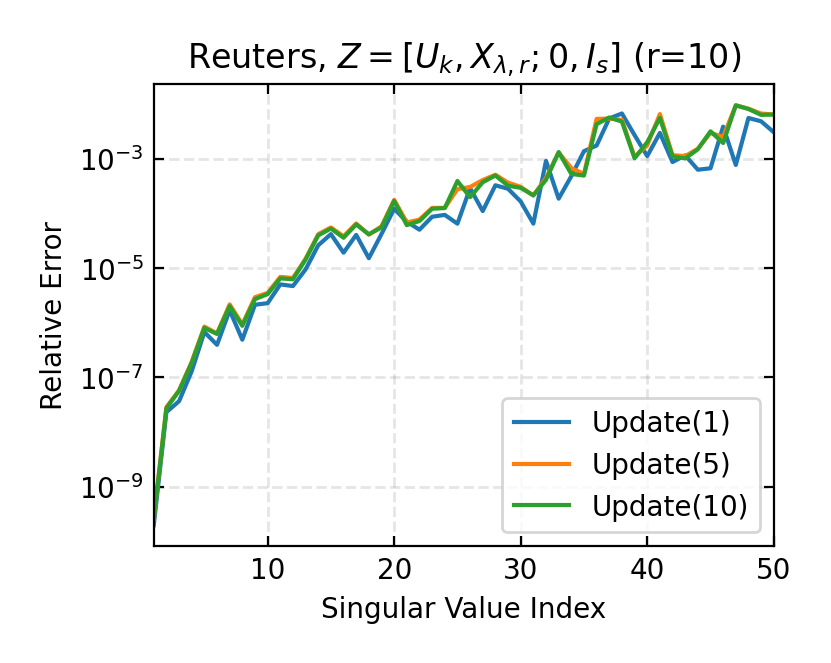 Reuters, $Z = [U_k, X_{\lambda,r}; 0, I_s]$ (r=10)
Relative Error
10⁻³
10⁻⁵
10⁻⁷
10⁻⁹
Update(1)
Update(5)
Update(10)
10 20 30 40 50
Singular Value Index